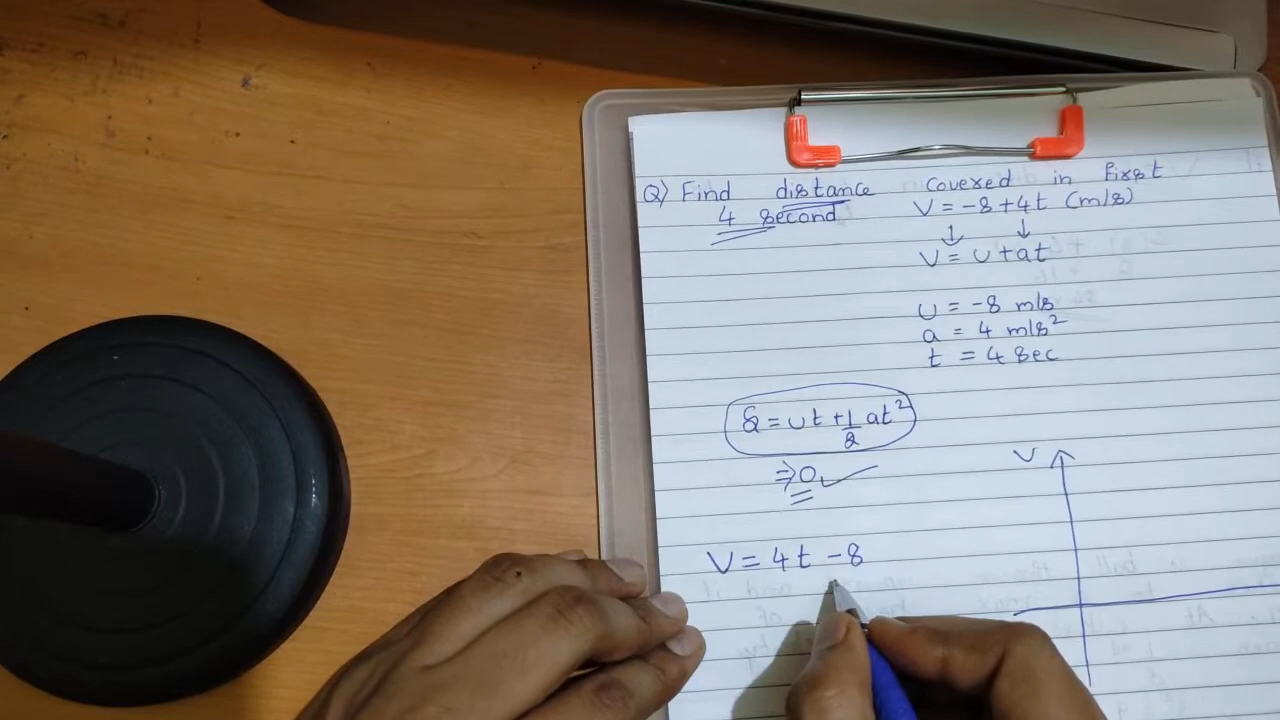 Q) Find distance covered in first
4 second V = -8 + 4t (m/s)
↓ ↓
V = u + at
u = -8 m/s
a = 4 m/s²
t = 4 sec
S = ut + 1/2 at²
⇒ 0 ✓
V
V = 4t - 8